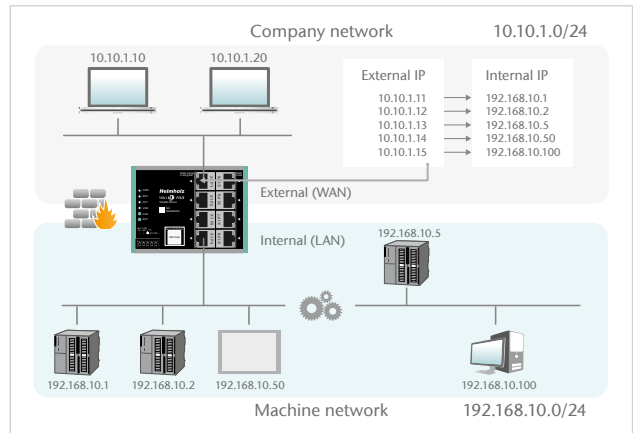 Company network 10.10.1.0/24
10.10.1.10 10.10.1.20
External IP Internal IP
10.10.1.11 192.168.10.1
10.10.1.12 192.168.10.2
10.10.1.13 192.168.10.5
10.10.1.14 192.168.10.50
10.10.1.15 192.168.10.100
Helmholz
External (WAN)
Internal (LAN)
192.168.10.5
192.168.10.1 192.168.10.2 192.168.10.50 192.168.10.100
Machine network 192.168.10.0/24